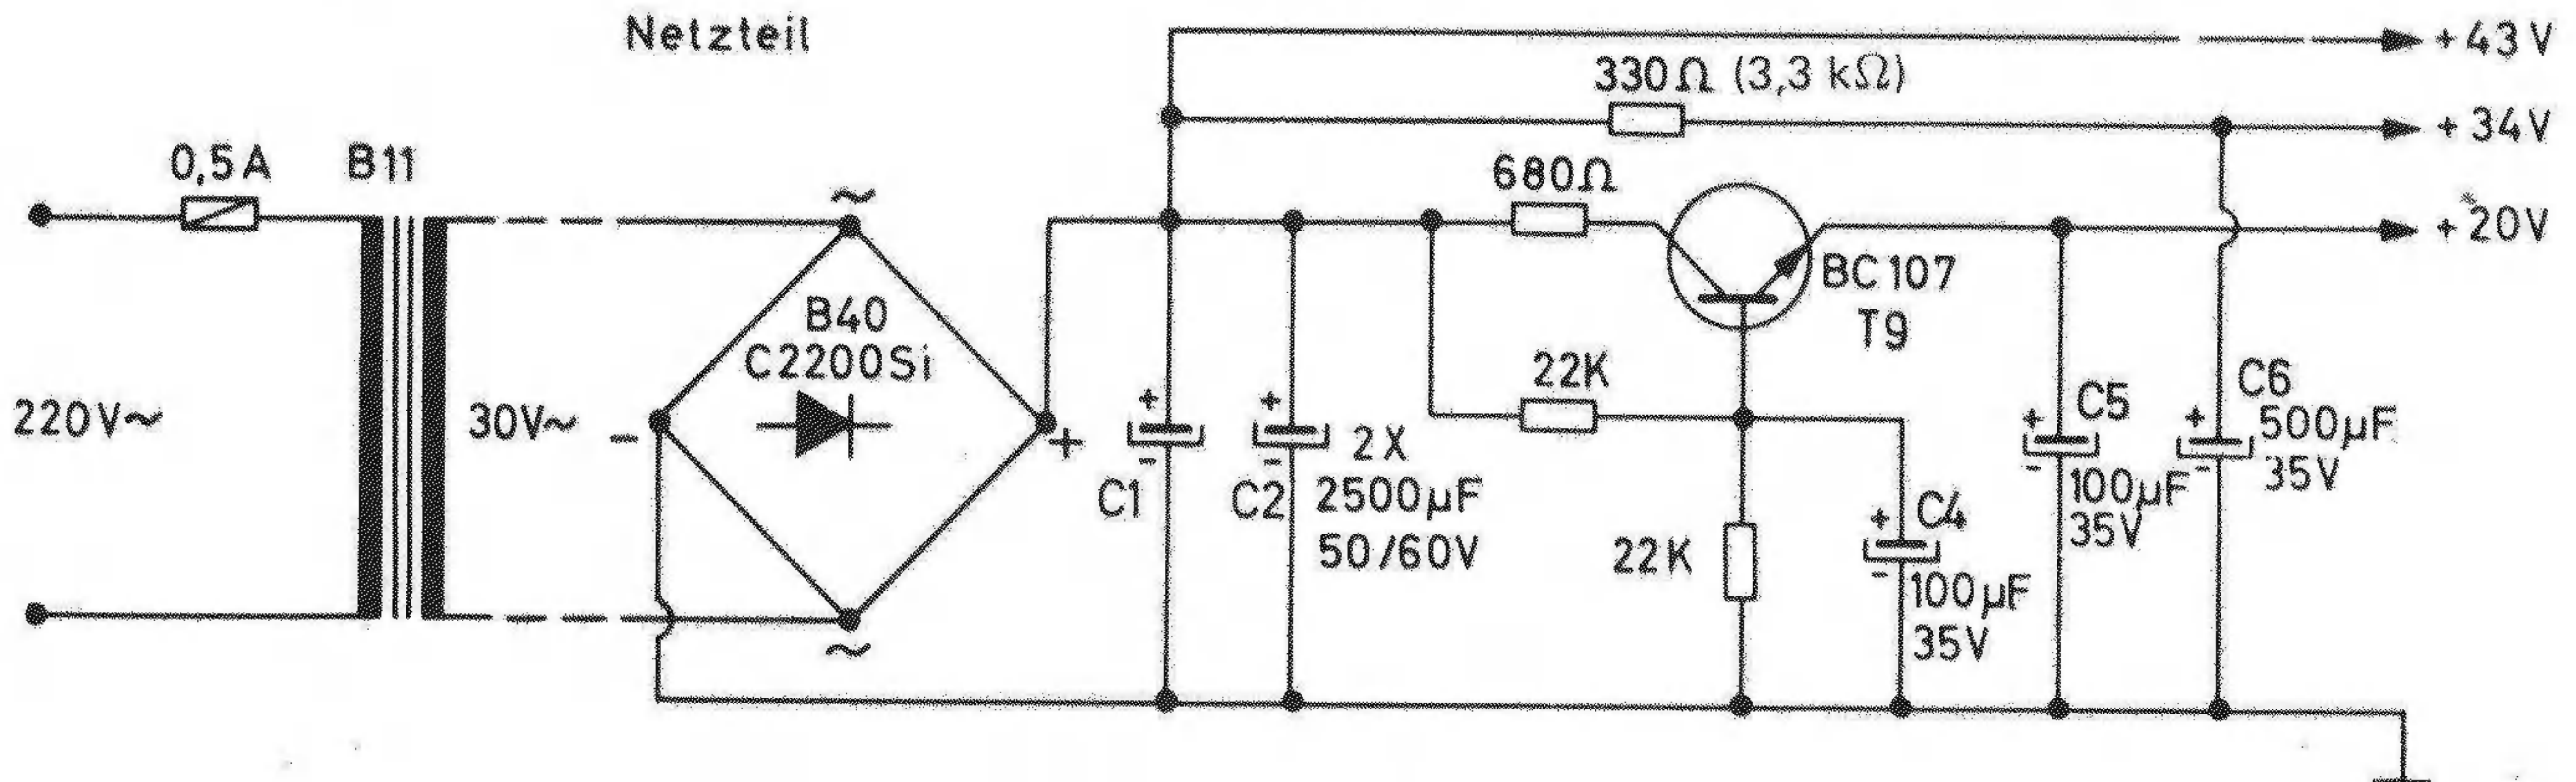 Netzteil
+43V
330Ω (3,3 kΩ)
+34V
0,5A
B11
~
680Ω
+20V
BC107
T9
B40
C2200Si
220V~
30V~
-
+
~
22K
22K
+
-
C1
+
-
C2
2X
2500µF
50/60V
+
-
C4
100µF
35V
+
-
C5
100µF
35V
+
-
C6
500µF
35V